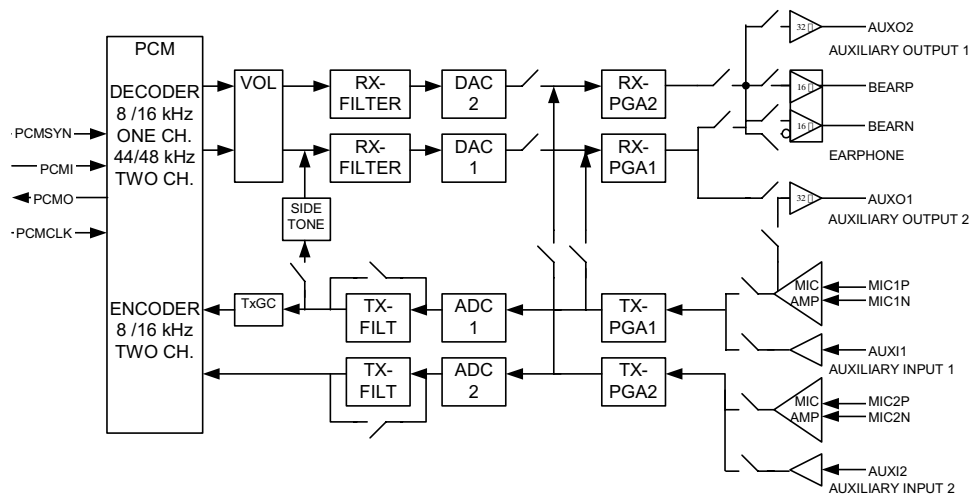 PCM
DECODER
8 /16 kHz
ONE CH.
44/48 kHz
TWO CH.
ENCODER
8 /16 kHz
TWO CH.
PCMSYN
PCMI
PCMO
PCMCLK
VOL
RX-
FILTER
DAC
2
RX-
PGA2
RX-
FILTER
DAC
1
RX-
PGA1
SIDE
TONE
TxGC
TX-
FILT
ADC
1
TX-
PGA1
TX-
FILT
ADC
2
TX-
PGA2
32
AUXO2
AUXILIARY OUTPUT 1
16
BEARP
16
BEARN
EARPHONE
32
AUXO1
AUXILIARY OUTPUT 2
MIC
AMP
MIC1P
MIC1N
AUXI1
AUXILIARY INPUT 1
MIC
AMP
MIC2P
MIC2N
AUXI2
AUXILIARY INPUT 2